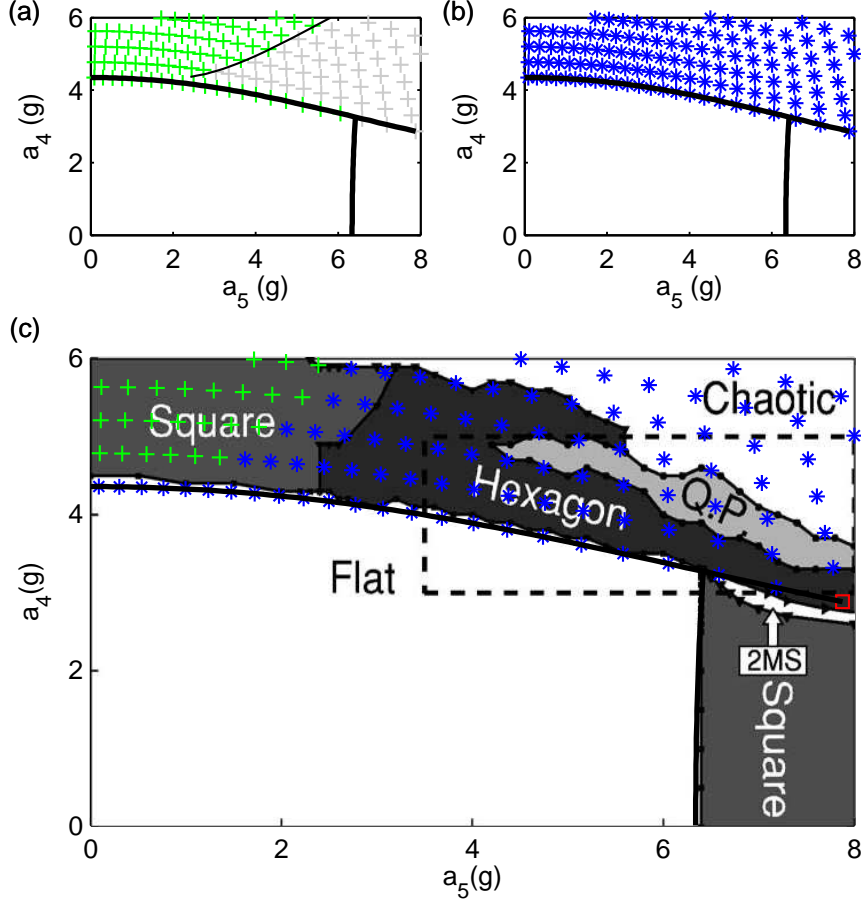 (a)
6
4
2
0
a4 (g)
0 2 4 6 8
a5 (g)
(b)
6
4
2
0
a4 (g)
0 2 4 6 8
a5 (g)
(c)
6
4
2
0
a4(g)
Chaotic
Square
Hexagon
Q.P
Flat
2MS
Square
0 2 4 6 8
a5(g)